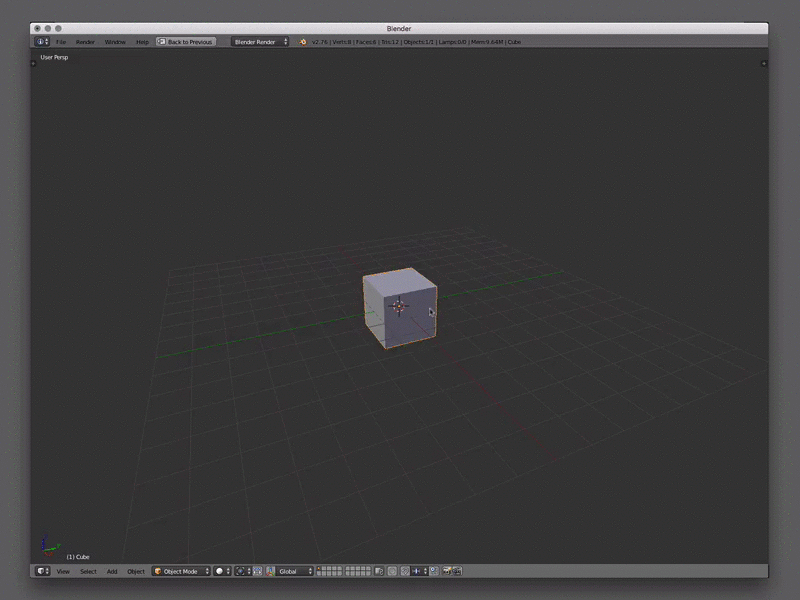 Blender
File Render Window Help Back to Previous Blender Render v2.76 | Verts:8 | Faces:6 | Tris:12 | Objects:1/1 | Lamps:0/0 | Mem:9.64M | Cube
User Persp
(1) Cube
View Select Add Object Object Mode Global